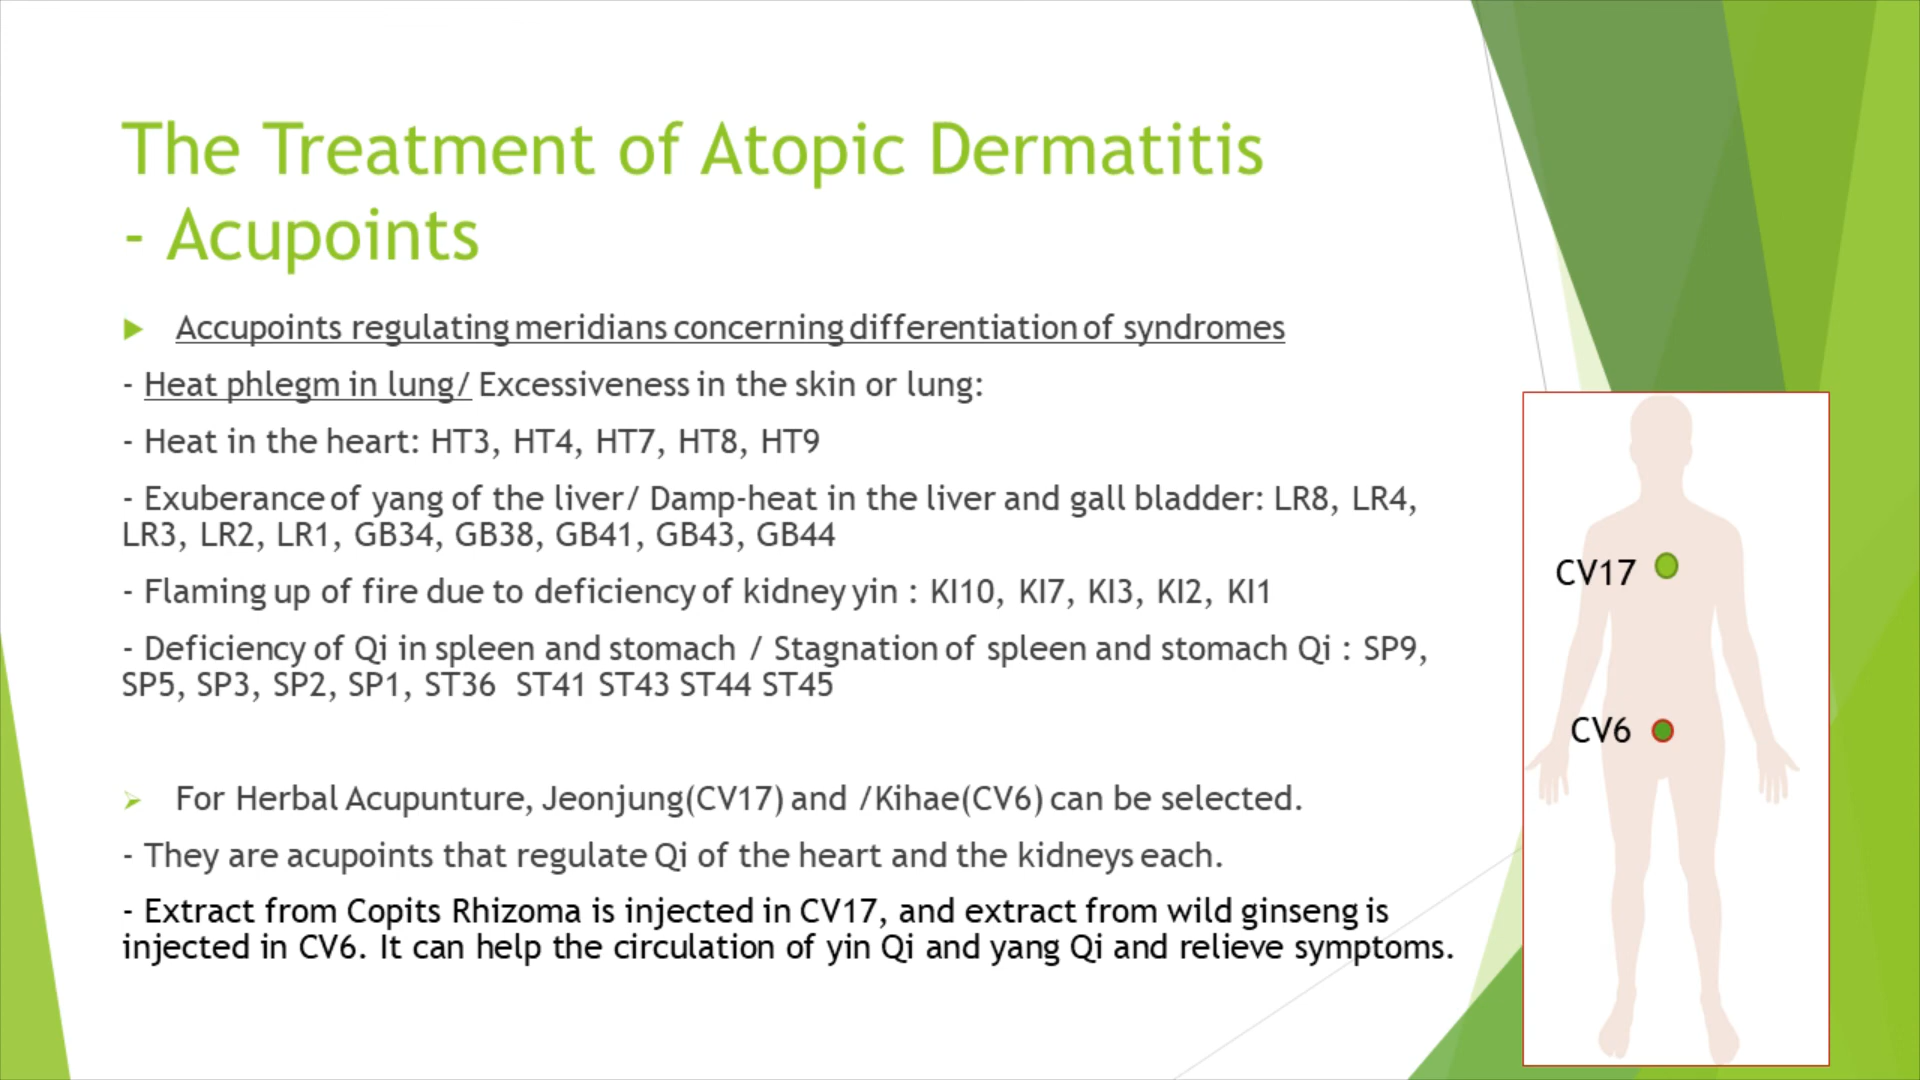 The Treatment of Atopic Dermatitis
- Acupoints
Accupoints regulating meridians concerning differentiation of syndromes
- Heat phlegm in lung/ Excessiveness in the skin or lung:
- Heat in the heart: HT3, HT4, HT7, HT8, HT9
- Exuberance of yang of the liver/ Damp-heat in the liver and gall bladder: LR8, LR4,
LR3, LR2, LR1, GB34, GB38, GB41, GB43, GB44
- Flaming up of fire due to deficiency of kidney yin : KI10, KI7, KI3, KI2, KI1
- Deficiency of Qi in spleen and stomach / Stagnation of spleen and stomach Qi : SP9,
SP5, SP3, SP2, SP1, ST36 ST41 ST43 ST44 ST45
For Herbal Acupunture, Jeonjung(CV17) and /Kihae(CV6) can be selected.
- They are acupoints that regulate Qi of the heart and the kidneys each.
- Extract from Copits Rhizoma is injected in CV17, and extract from wild ginseng is
injected in CV6. It can help the circulation of yin Qi and yang Qi and relieve symptoms.
CV17
CV6